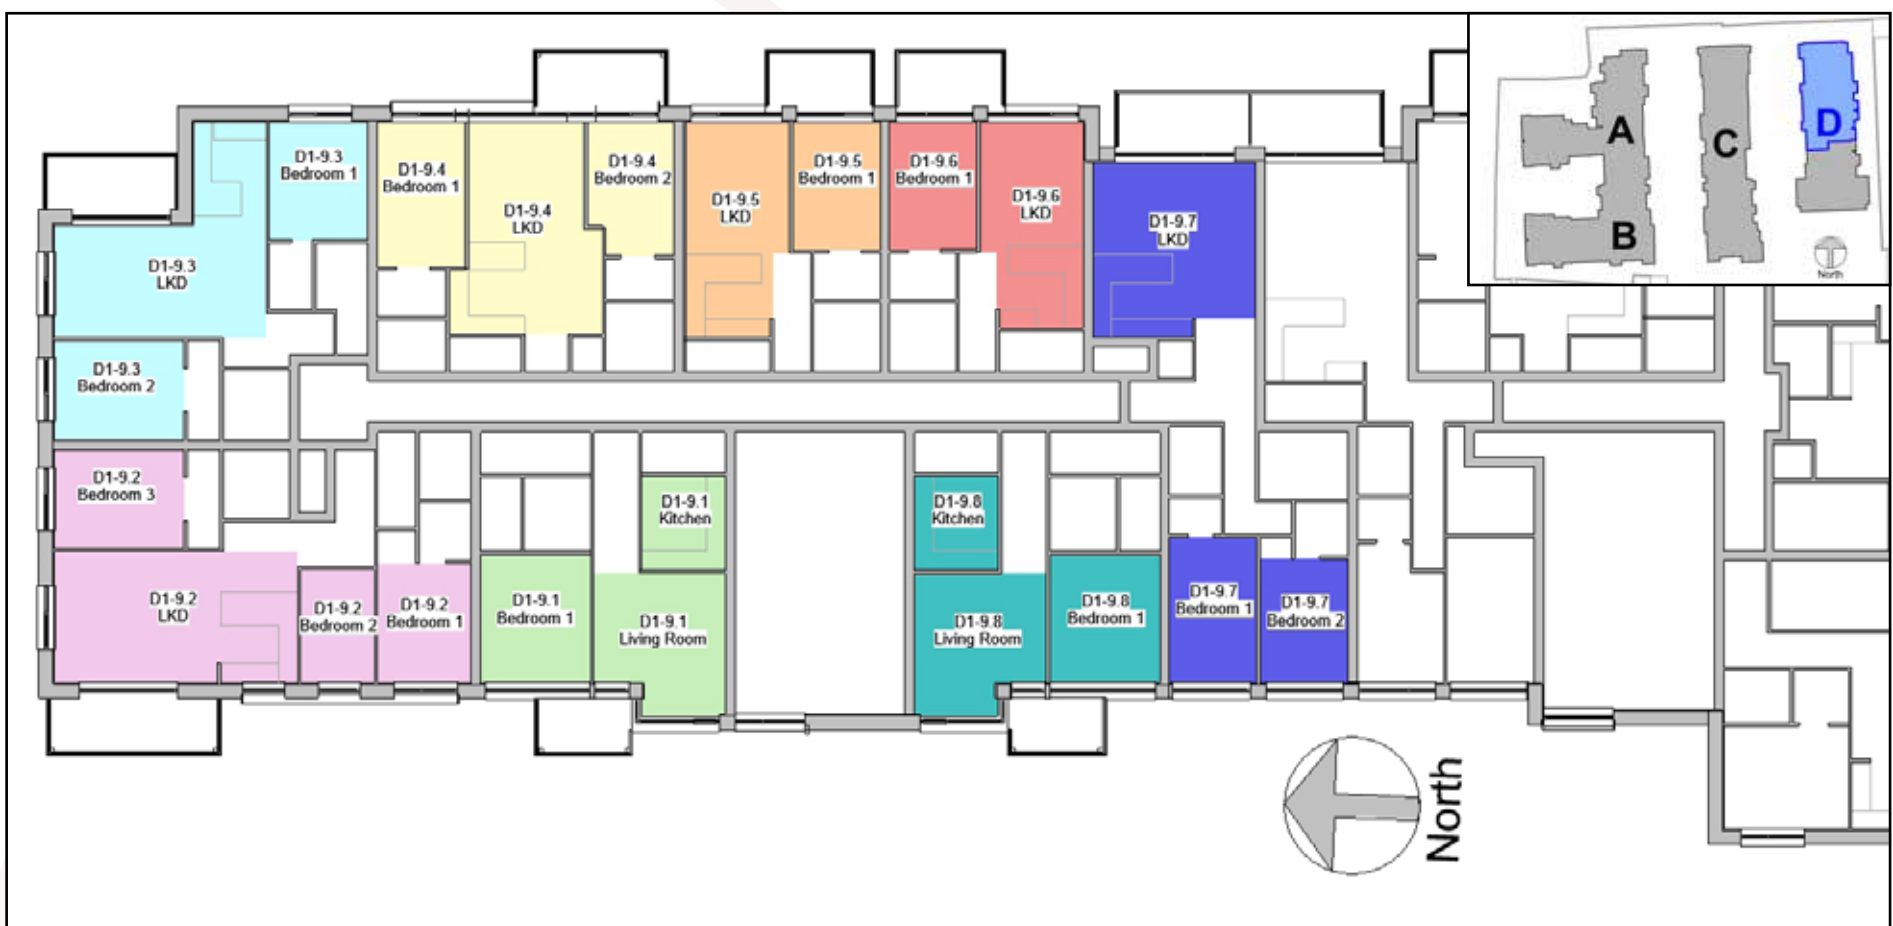 A
B
C
D
North
D1-9.3
Bedroom 1
D1-9.4
Bedroom 1
D1-9.4
Bedroom 2
D1-9.5
Bedroom 1
D1-9.6
Bedroom 1
D1-9.4
LKD
D1-9.5
LKD
D1-9.6
LKD
D1-9.7
LKD
D1-9.3
LKD
D1-9.3
Bedroom 2
D1-9.2
Bedroom 3
D1-9.1
Kitchen
D1-9.8
Kitchen
D1-9.2
LKD
D1-9.2
Bedroom 2
D1-9.2
Bedroom 1
D1-9.1
Bedroom 1
D1-9.1
Living Room
D1-9.8
Living Room
D1-9.8
Bedroom 1
D1-9.7
Bedroom 1
D1-9.7
Bedroom 2
North